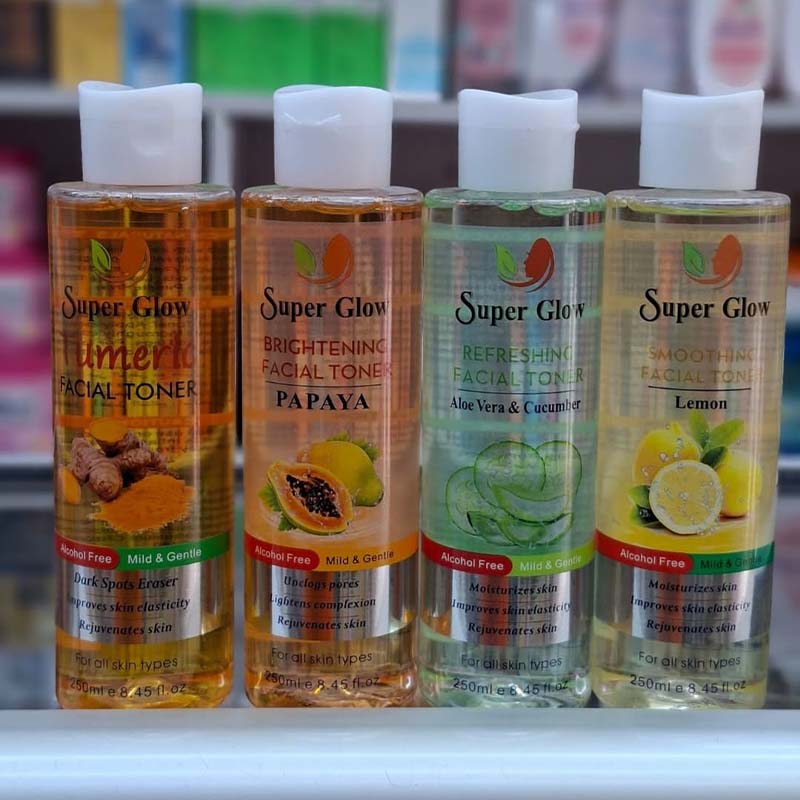 Super Glow
Tumeric
FACIAL TONER
Alcohol Free Mild & Gentle
Dark Spots Eraser
Improves skin elasticity
Rejuvenates skin
For all skin types
250ml e 8.45 fl.oz
Super Glow
BRIGHTENING
FACIAL TONER
PAPAYA
Alcohol Free Mild & Gentle
Unclogs pores
Lightens complexion
Rejuvenates skin
For all skin types
250ml e 8.45 fl.oz
Super Glow
REFRESHING
FACIAL TONER
Aloe Vera & Cucumber
Alcohol Free Mild & Gentle
Moisturizes skin
Improves skin elasticity
Rejuvenates skin
For all skin types
250ml e 8.45 fl.oz
Super Glow
SMOOTHING
FACIAL TONER
Lemon
Alcohol Free Mild & Gentle
Moisturizes skin
Improves skin elasticity
Rejuvenates skin
For all skin types
250ml e 8.45 fl.oz